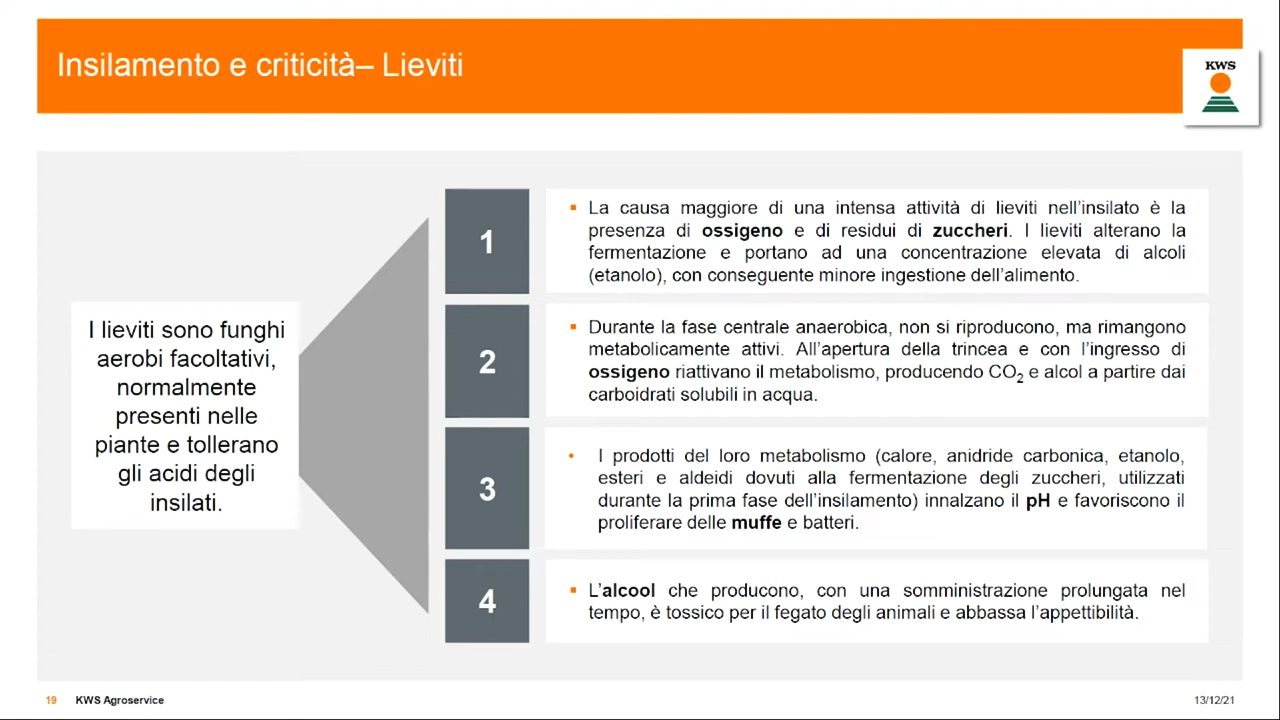 Insilamento e criticità– Lieviti
KWS
I lieviti sono funghi
aerobi facoltativi,
normalmente
presenti nelle
piante e tollerano
gli acidi degli
insilati.
1
▪ La causa maggiore di una intensa attività di lieviti nell’insilato è la
presenza di ossigeno e di residui di zuccheri. I lieviti alterano la
fermentazione e portano ad una concentrazione elevata di alcoli
(etanolo), con conseguente minore ingestione dell’alimento.
2
▪ Durante la fase centrale anaerobica, non si riproducono, ma rimangono
metabolicamente attivi. All’apertura della trincea e con l’ingresso di
ossigeno riattivano il metabolismo, producendo CO₂ e alcol a partire dai
carboidrati solubili in acqua.
3
• I prodotti del loro metabolismo (calore, anidride carbonica, etanolo,
esteri e aldeidi dovuti alla fermentazione degli zuccheri, utilizzati
durante la prima fase dell’insilamento) innalzano il pH e favoriscono il
proliferare delle muffe e batteri.
4
▪ L’alcool che producono, con una somministrazione prolungata nel
tempo, è tossico per il fegato degli animali e abbassa l’appettibilità.
19 KWS Agroservice
13/12/21